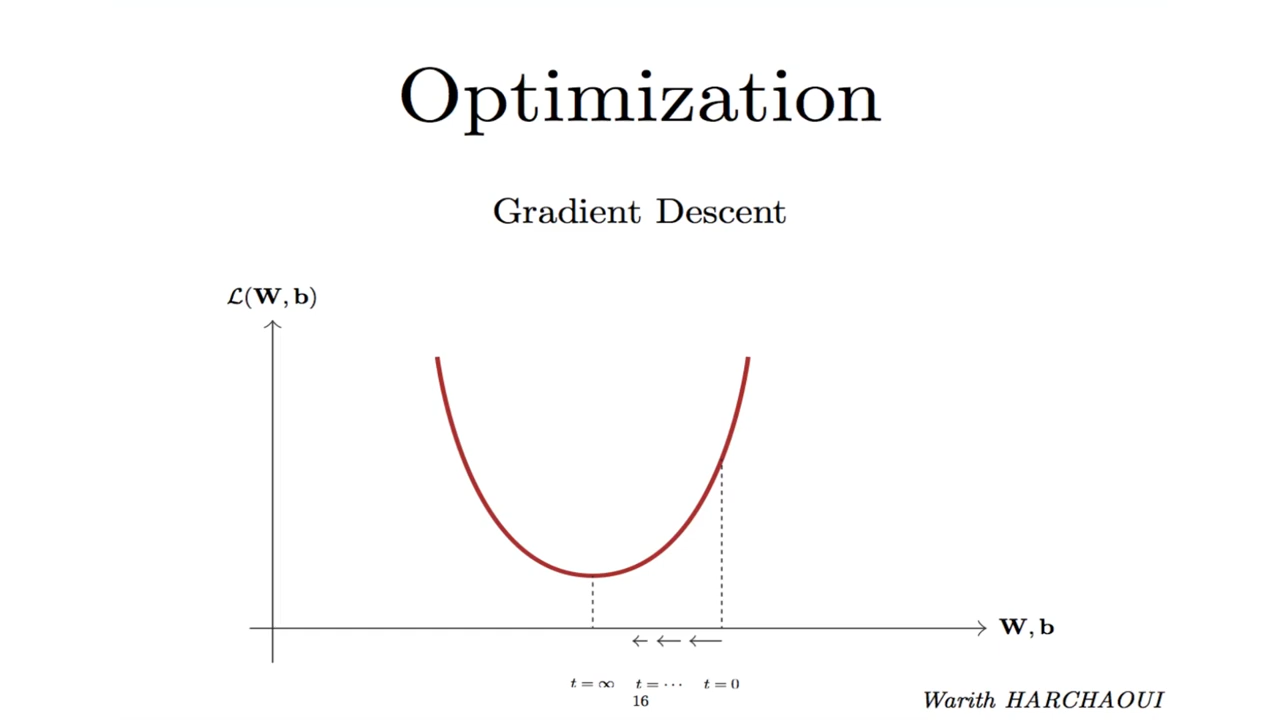 Optimization
Gradient Descent
ℒ(W, b)
W, b
t = ∞ t = ⋯ t = 0
16
Warith HARCHAOUI